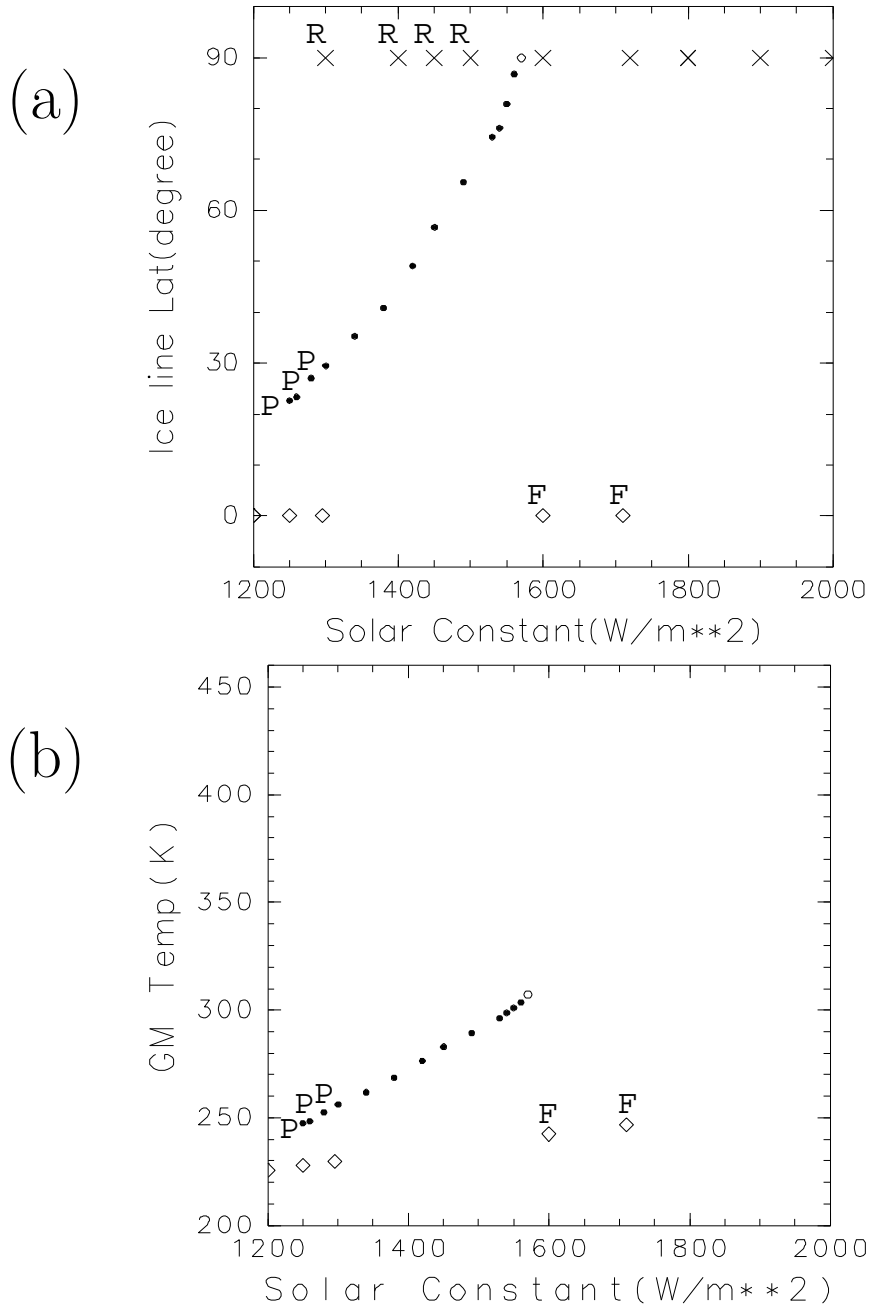 (a)
R R R R
90
60
30
0
P P P
F F
Ice line Lat(degree)
1200 1400 1600 1800 2000
Solar Constant(W/m**2)
(b)
450
400
350
300
250
200
P P P
F F
GM Temp(K)
1200 1400 1600 1800 2000
Solar Constant(W/m**2)